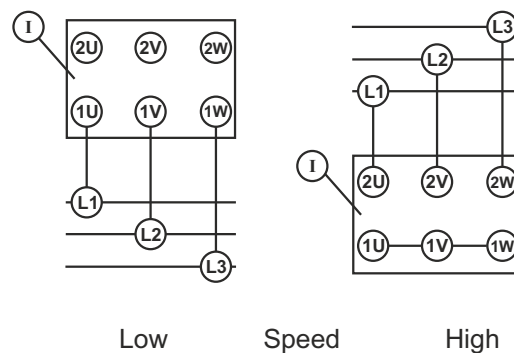 I
2U 2V 2W
1U 1V 1W
L1
L2
L3
L3
L2
L1
I
2U 2V 2W
1U 1V 1W
Low Speed High